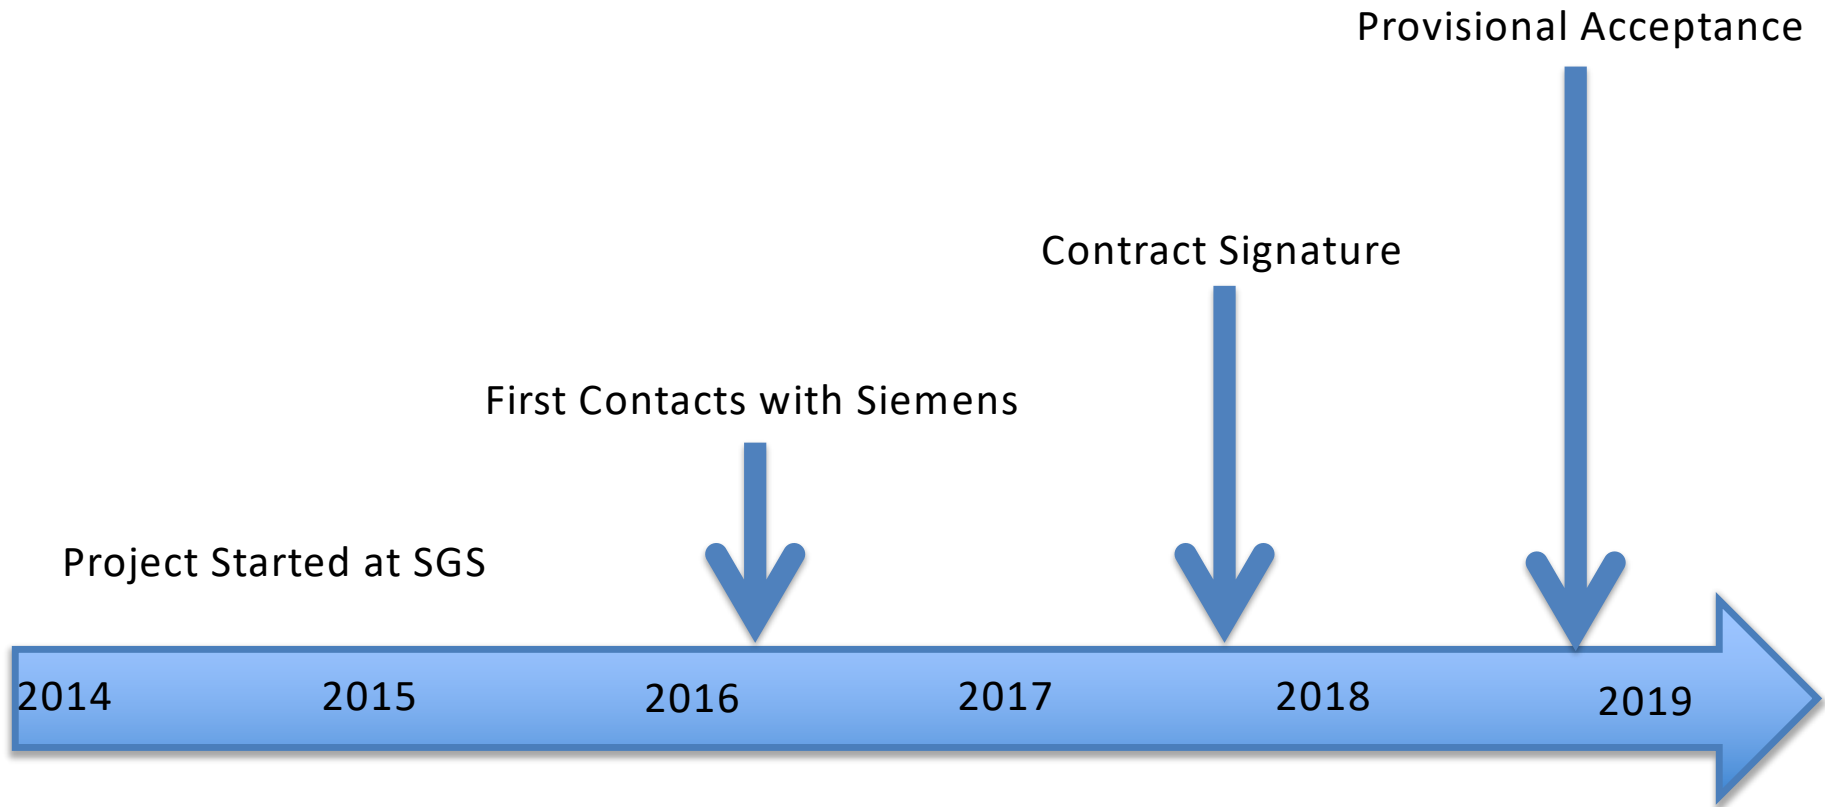 Provisional Acceptance
Contract Signature
First Contacts with Siemens
Project Started at SGS
2014 2015 2016 2017 2018 2019